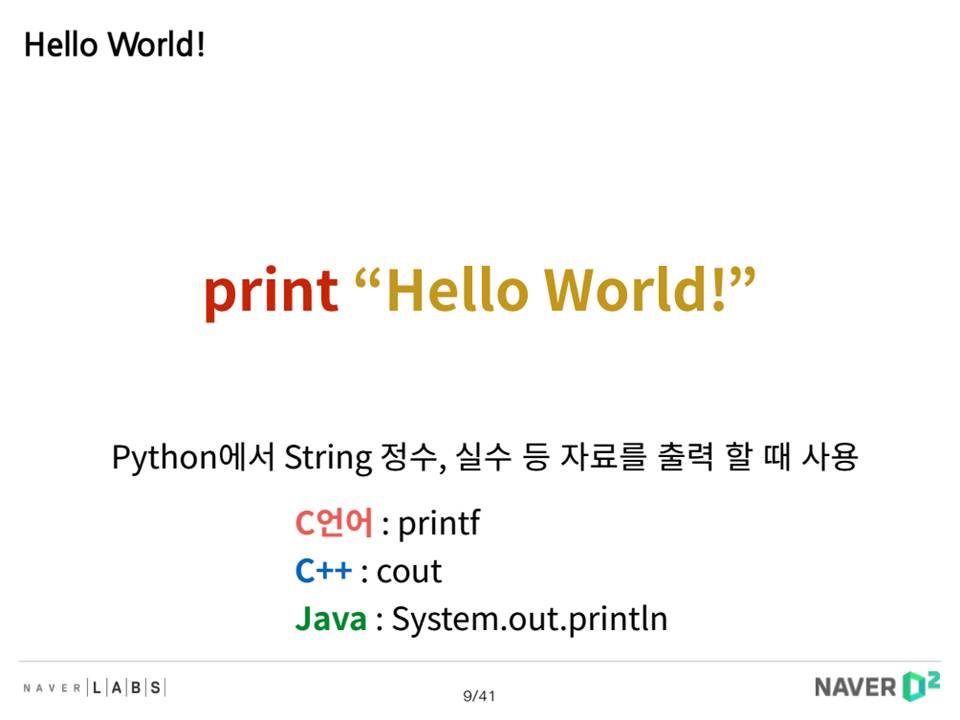 Hello World!
print “Hello World!”
Python에서 String 정수, 실수 등 자료를 출력 할 때 사용
C언어 : printf
C++ : cout
Java : System.out.println
NAVER |L|A|B|S|
9/41
NAVER D2